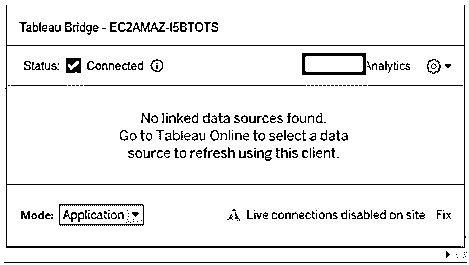 Tableau Bridge - EC2AMAZ-I5BTOTS
Status: Connected
Analytics
No linked data sources found.
Go to Tableau Online to select a data
source to refresh using this client.
Mode: Application
Live connections disabled on site Fix